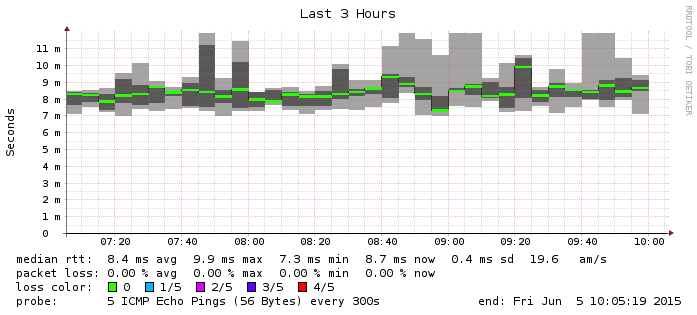 Last 3 Hours
RRDTOOL / TOBI OETIKER
Seconds
11 m
10 m
9 m
8 m
7 m
6 m
5 m
4 m
3 m
2 m
1 m
0
07:20 07:40 08:00 08:20 08:40 09:00 09:20 09:40 10:00
median rtt: 8.4 ms avg 9.9 ms max 7.3 ms min 8.7 ms now 0.4 ms sd 19.6 am/s
packet loss: 0.00 % avg 0.00 % max 0.00 % min 0.00 % now
loss color: 0 1/5 2/5 3/5 4/5
probe: 5 ICMP Echo Pings (56 Bytes) every 300s end: Fri Jun 5 10:05:19 2015